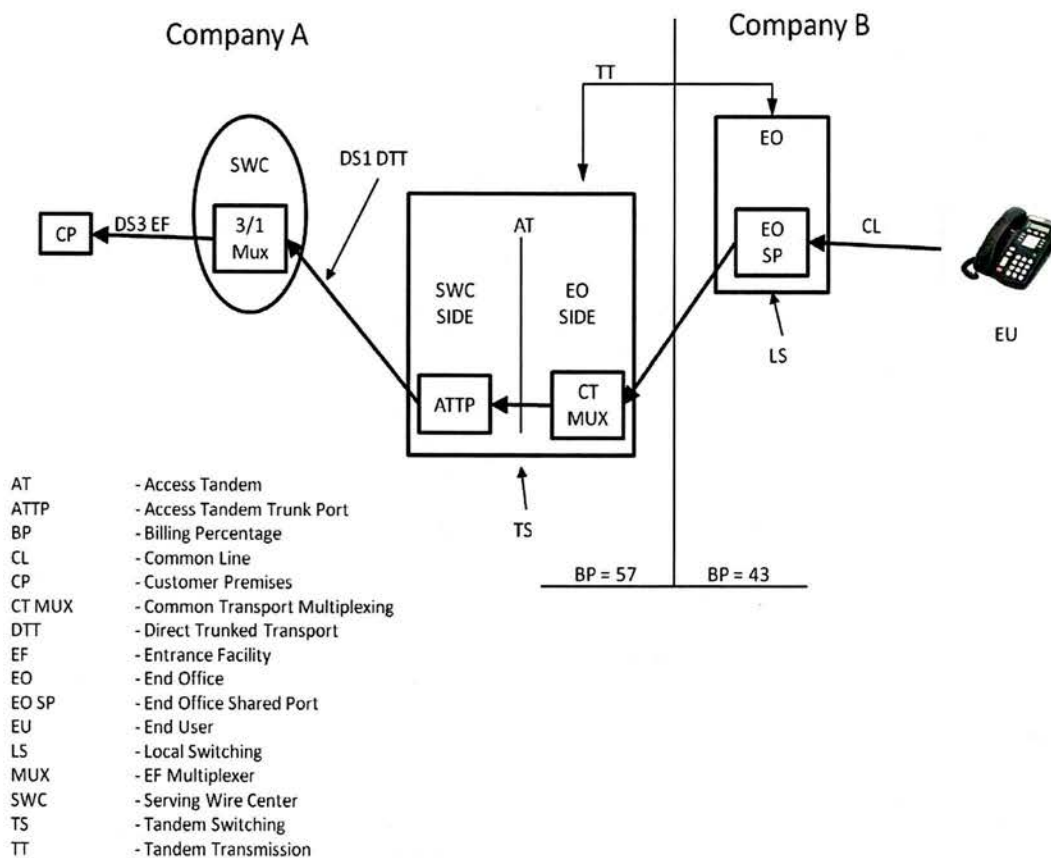 Company A
Company B
TT
EO
DS1 DTT
SWC
AT
CP
DS3 EF
3/1
Mux
EO
SP
CL
SWC
SIDE
EO
SIDE
LS
EU
ATTP
CT
MUX
TS
BP = 57
BP = 43
AT - Access Tandem
ATTP - Access Tandem Trunk Port
BP - Billing Percentage
CL - Common Line
CP - Customer Premises
CT MUX - Common Transport Multiplexing
DTT - Direct Trunked Transport
EF - Entrance Facility
EO - End Office
EO SP - End Office Shared Port
EU - End User
LS - Local Switching
MUX - EF Multiplexer
SWC - Serving Wire Center
TS - Tandem Switching
TT - Tandem Transmission